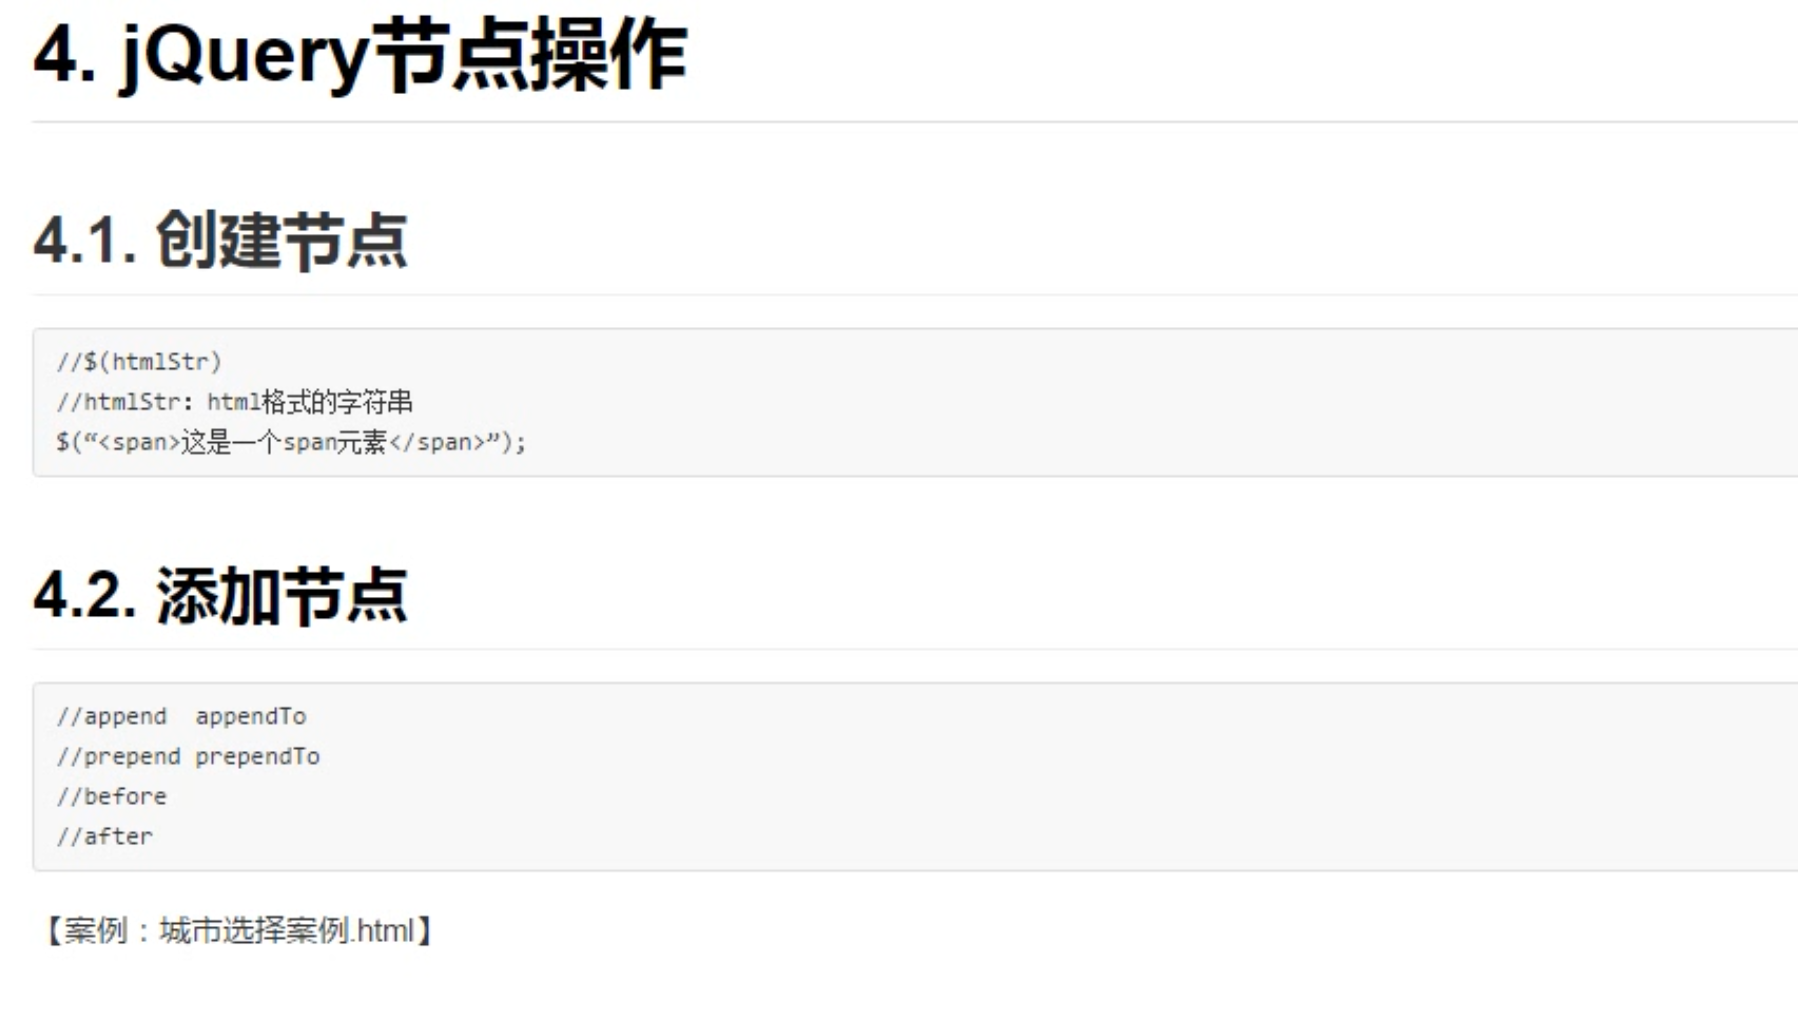 4. jQuery节点操作
4.1. 创建节点
//$(htmlStr)
//htmlStr：html格式的字符串
$(“<span>这是一个span元素</span>”);
4.2. 添加节点
//append  appendTo
//prepend prependTo
//before
//after
【案例：城市选择案例.html】